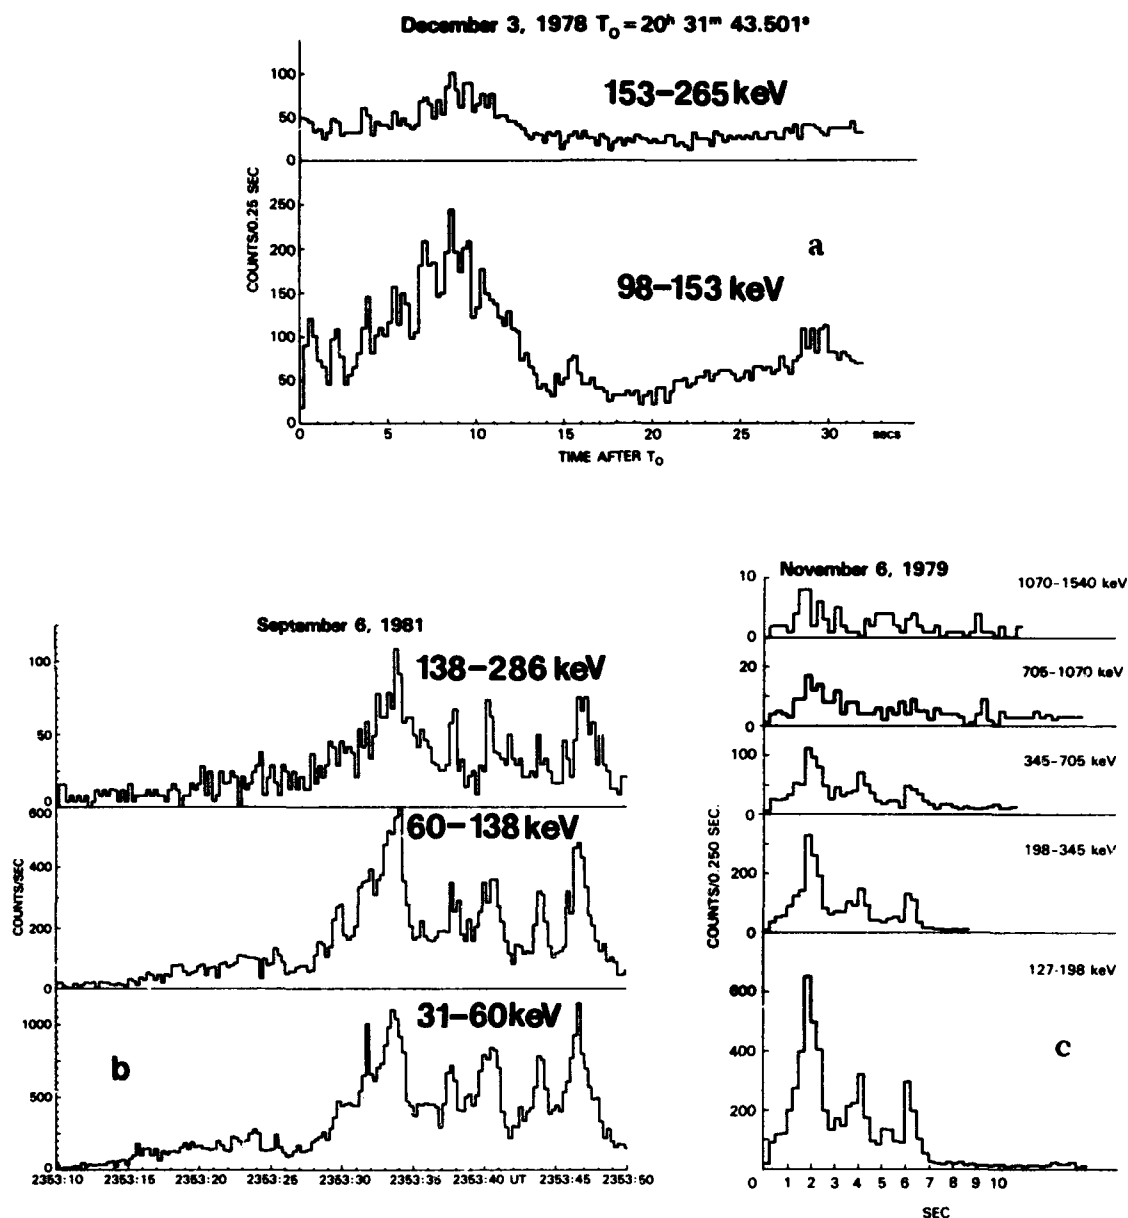 December 3, 1978 T₀ = 20ʰ 31ᵐ 43.501ˢ
153–265 keV
100
50
0
COUNTS/0.25 SEC
250
200
150
100
50
0
a
98–153 keV
0 5 10 15 20 25 30 secs
TIME AFTER T₀
September 6, 1981
138–286 keV
100
50
0
60–138 keV
600
400
200
0
COUNTS/SEC
31–60 keV
1000
500
0
b
2353:10 2353:15 2353:20 2353:25 2353:30 2353:35 2353:40 UT 2353:45 2353:50
November 6, 1979
1070-1540 keV
10
0
705-1070 keV
20
0
345-705 keV
100
0
198-345 keV
200
0
COUNTS/0.250 SEC.
127-198 keV
600
400
200
c
0 1 2 3 4 5 6 7 8 9 10
SEC